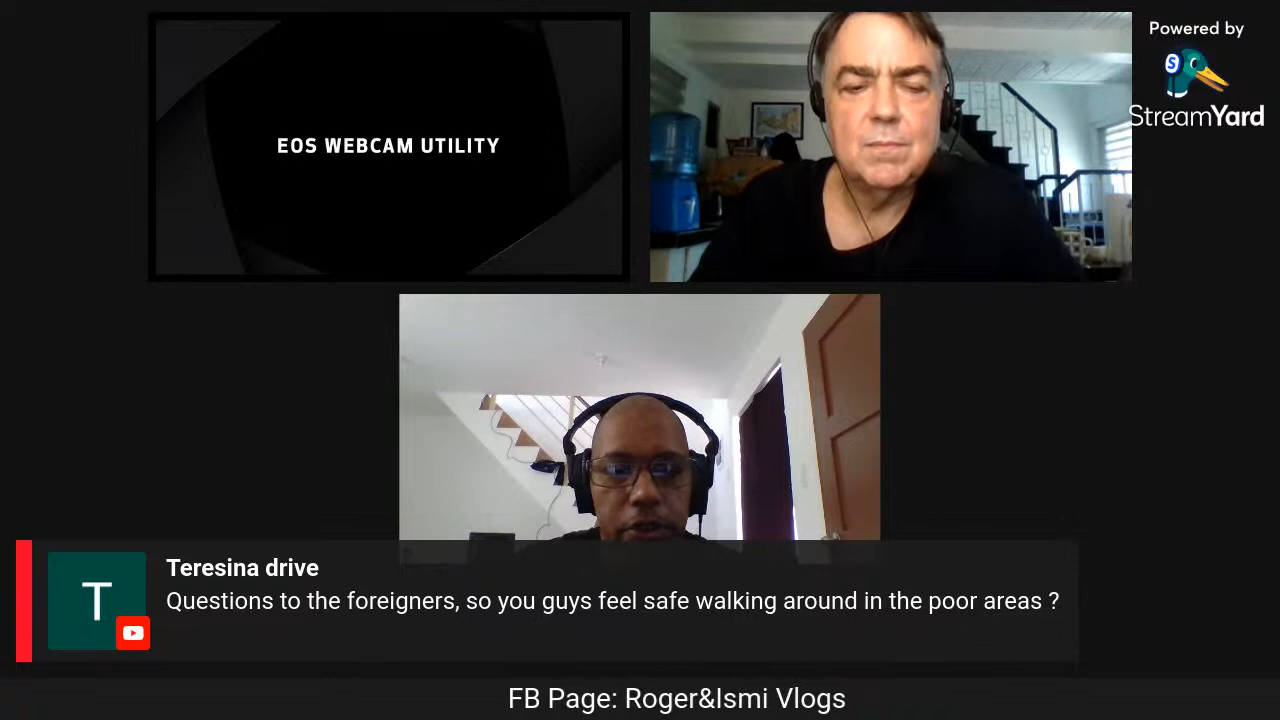 EOS WEBCAM UTILITY
Powered by
S
StreamYard
T
Teresina drive
Questions to the foreigners, so you guys feel safe walking around in the poor areas ?
FB Page: Roger&Ismi Vlogs